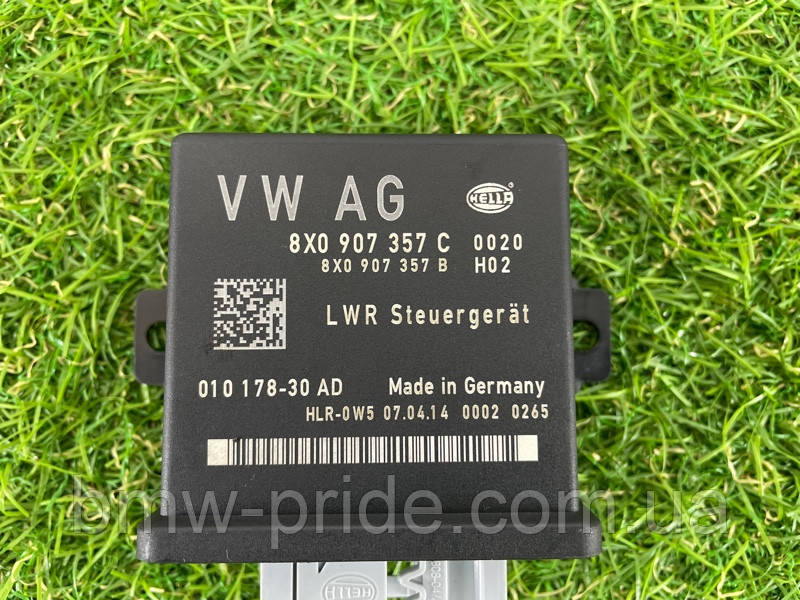 VW AG HELLA
8X0 907 357 C 0020
8X0 907 357 B H02
LWR Steuergerät
010 178-30 AD Made in Germany
HLR-0W5 07.04.14 0002 0265
bmw-pride.com.ua
HELLA